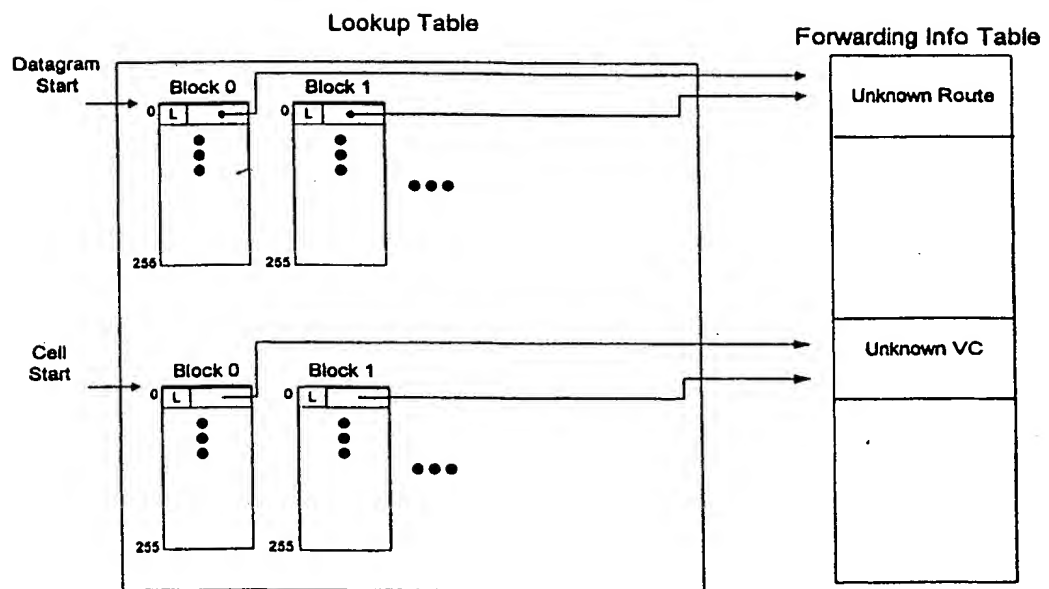 Lookup Table
Forwarding Info Table
Datagram
Start
Block 0
Block 1
0
L
0
L
Unknown Route
255
255
Unknown VC
Cell
Start
Block 0
Block 1
0
L
0
L
255
255